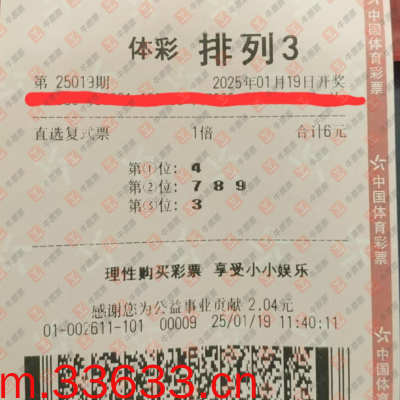 体彩 排列3
第 25019期 2025年01月19日开奖
直选复式票 1倍 合计6元
第①位: 4
第②位: 7 8 9
第③位: 3
理性购买彩票 享受小小娱乐
感谢您为公益事业贡献 2.04元
01-002611-101 00009 25/01/19 11:40:11
m.33633.cn
中国体育彩票
中国体育彩票
中国体育